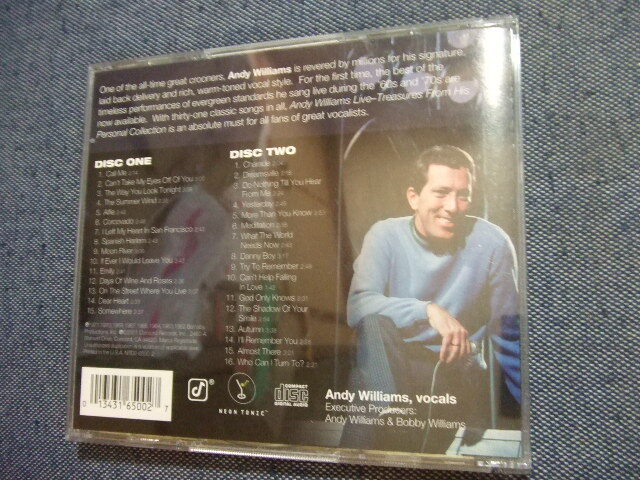 One of the all-time great crooners, Andy Williams is revered by millions for his signature
laid back delivery and rich, warm-toned vocal style. For the first time, the best of the
timeless performances of evergreen standards he sang live during the '60s and '70s are
now available. With thirty-one classic songs in all, Andy Williams Live–Treasures From His
Personal Collection is an absolute must for all fans of great vocalists.
DISC ONE
1. Call Me
2. Can't Take My Eyes Off Of You
3. The Way You Look Tonight
4. The Summer Wind
5. Alfie
6. Corcovado
7. I Left My Heart In San Francisco
8. Spanish Harlem
9. Moon River
10. If Ever I Would Leave You
11. Emily
12. Days Of Wine And Roses
13. On The Street Where You Live
14. Dear Heart
15. Somewhere
DISC TWO
1. Charade
2. Dreamsville
3. Do Nothing Till You Hear
From Me
4. Yesterday
5. More Than You Know
6. Meditation
7. What The World
Needs Now
8. Danny Boy
9. Try To Remember
10. Can't Help Falling
In Love
11. God Only Knows
12. The Shadow Of Your
Smile
13. Autumn
14. I'll Remember You
15. Almost There
16. Who Can I Turn To?
0 13431 65002 7
NEON TONIC
COMPACT
disc
DIGITAL AUDIO
Andy Williams, vocals
Executive Producers:
Andy Williams & Bobby Williams